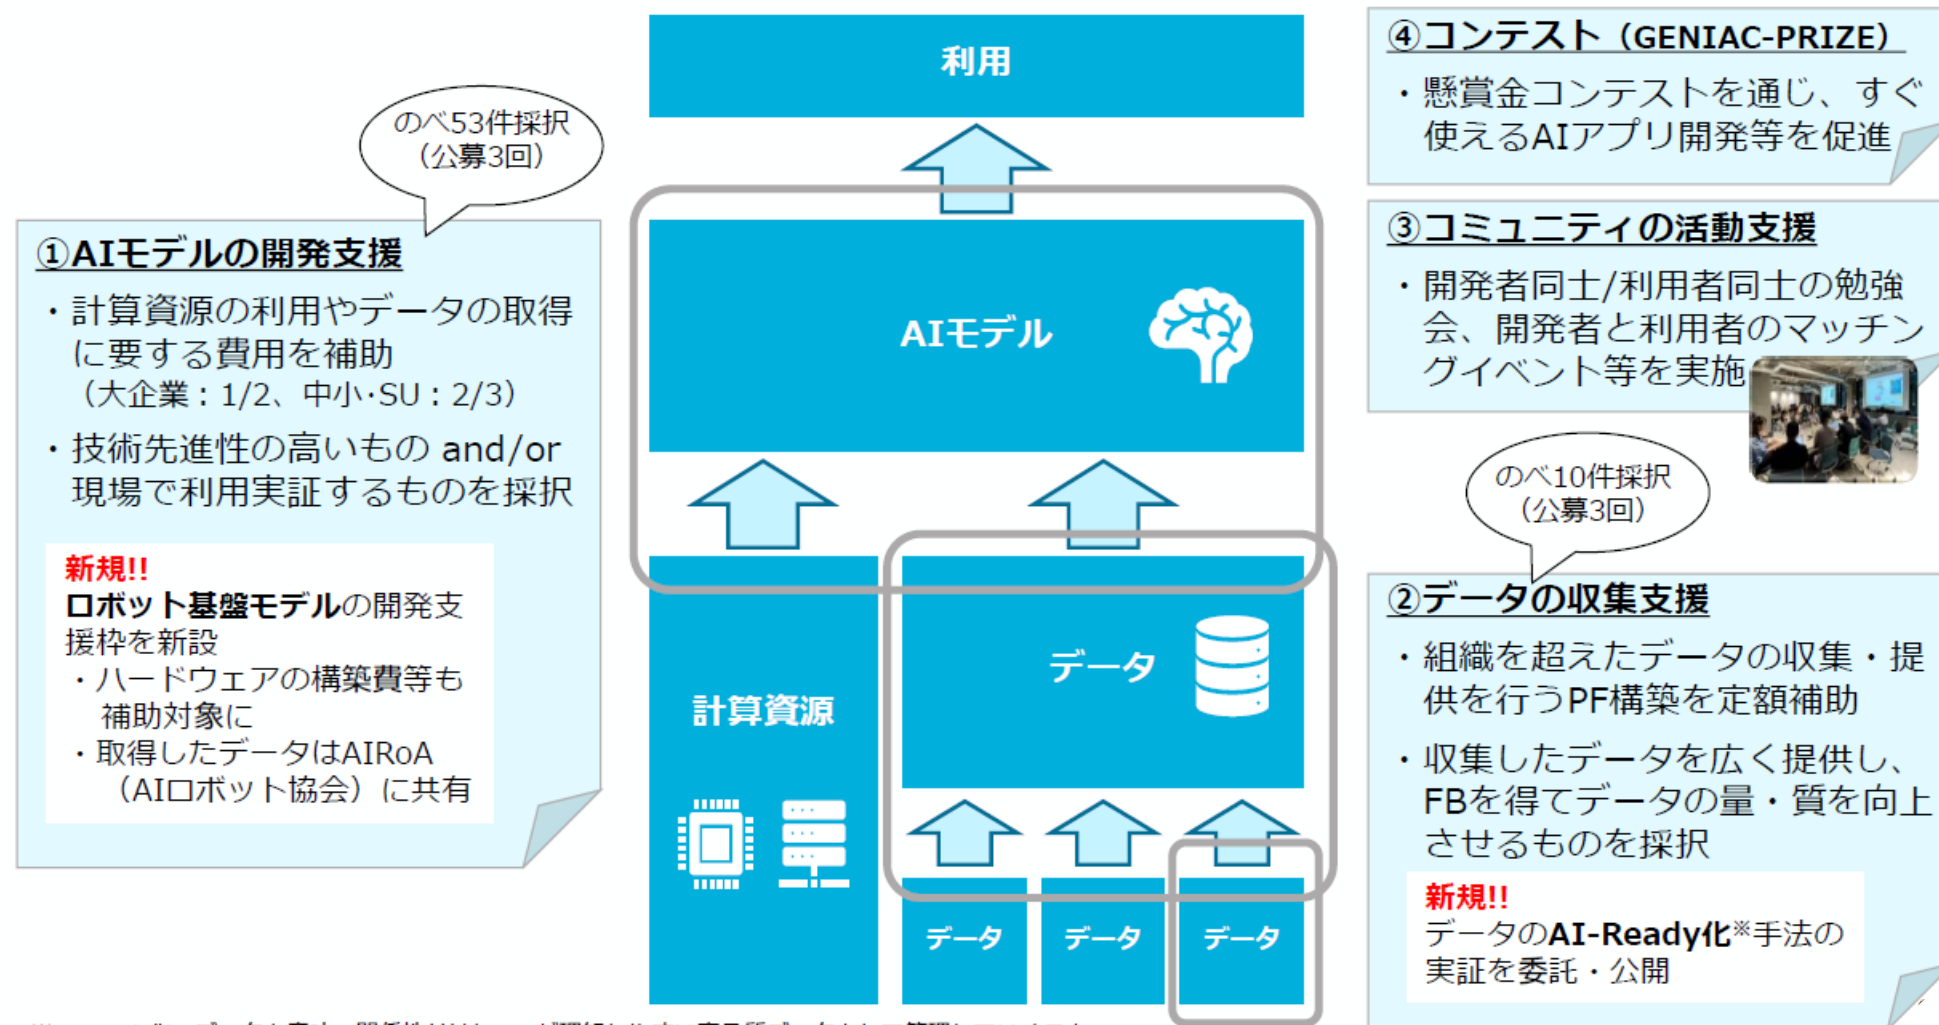 利用
のべ53件採択
（公募3回）
①AIモデルの開発支援
・計算資源の利用やデータの取得
に要する費用を補助
（大企業：1/2、中小･SU：2/3）
・技術先進性の高いもの and/or
現場で利用実証するものを採択
新規!!
ロボット基盤モデルの開発支
援枠を新設
・ハードウェアの構築費等も
補助対象に
・取得したデータはAIRoA
（AIロボット協会）に共有
AIモデル
計算資源
データ
データ
データ
データ
④コンテスト（GENIAC-PRIZE）
・懸賞金コンテストを通じ、すぐ
使えるAIアプリ開発等を促進
③コミュニティの活動支援
・開発者同士/利用者同士の勉強
会、開発者と利用者のマッチン
グイベント等を実施
のべ10件採択
（公募3回）
②データの収集支援
・組織を超えたデータの収集・提
供を行うPF構築を定額補助
・収集したデータを広く提供し、
FBを得てデータの量・質を向上
させるものを採択
新規!!
データのAI-Ready化※手法の
実証を委託・公開